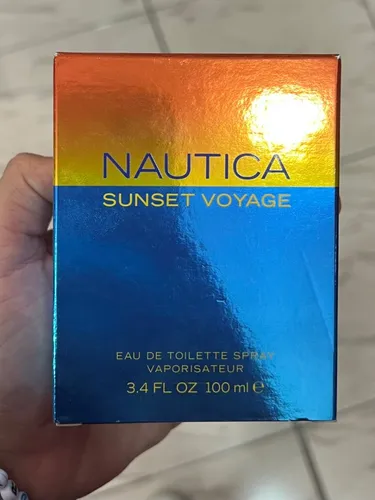 NAUTICA
SUNSET VOYAGE
EAU DE TOILETTE SPRAY
VAPORISATEUR
3.4 FL OZ 100 ml ℮